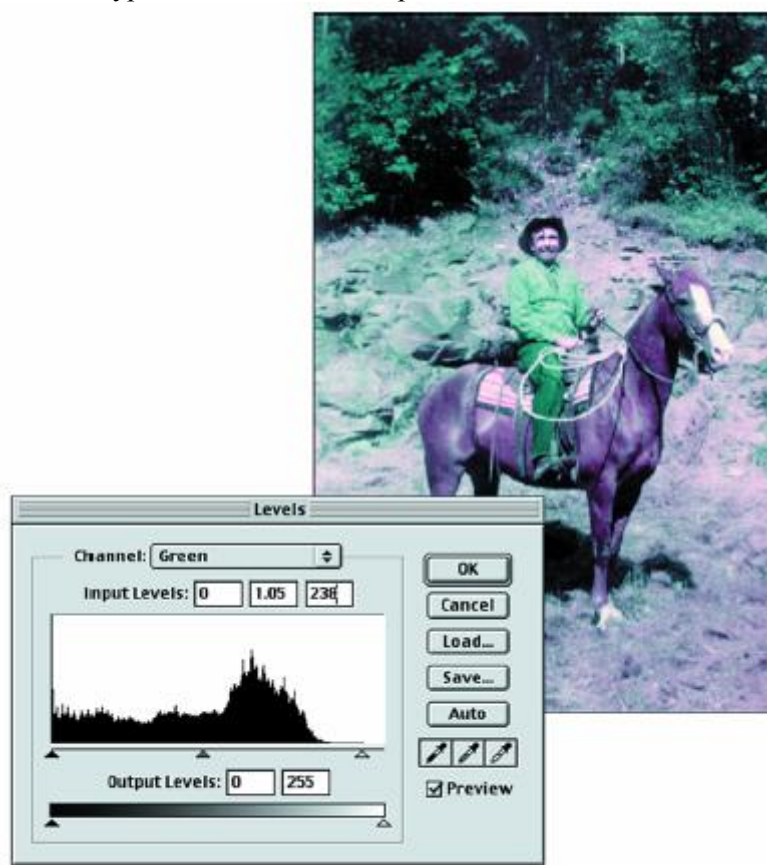 Levels
Channel: Green
Input Levels: 0 1.05 238
Output Levels: 0 255
OK
Cancel
Load...
Save...
Auto
Preview